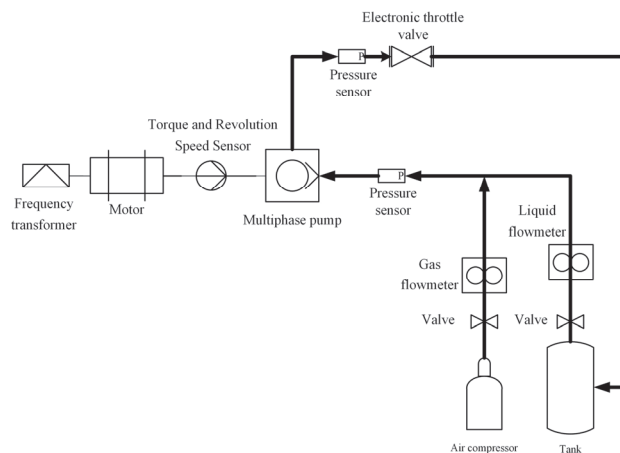 Electronic throttle
valve
P
Pressure
sensor
Torque and Revolution
Speed Sensor
P
Pressure
sensor
Frequency
transformer
Motor
Multiphase pump
Liquid
flowmeter
Gas
flowmeter
Valve
Valve
Air compressor
Tank